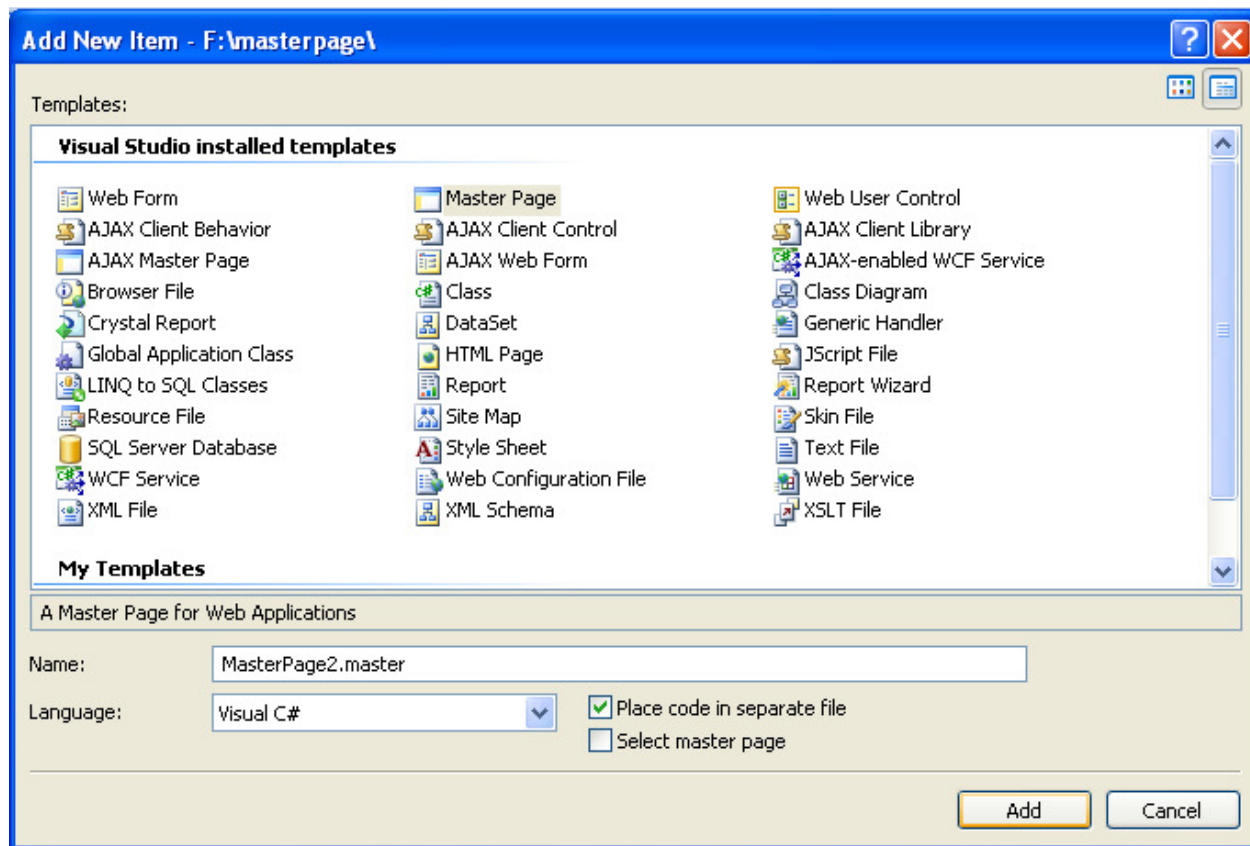 Add New Item - F:\masterpage\
Templates:
Visual Studio installed templates
Web Form Master Page Web User Control
AJAX Client Behavior AJAX Client Control AJAX Client Library
AJAX Master Page AJAX Web Form AJAX-enabled WCF Service
Browser File Class Class Diagram
Crystal Report DataSet Generic Handler
Global Application Class HTML Page JScript File
LINQ to SQL Classes Report Report Wizard
Resource File Site Map Skin File
SQL Server Database Style Sheet Text File
WCF Service Web Configuration File Web Service
XML File XML Schema XSLT File
My Templates
A Master Page for Web Applications
Name: MasterPage2.master
Language: Visual C# Place code in separate file
Select master page
Add Cancel